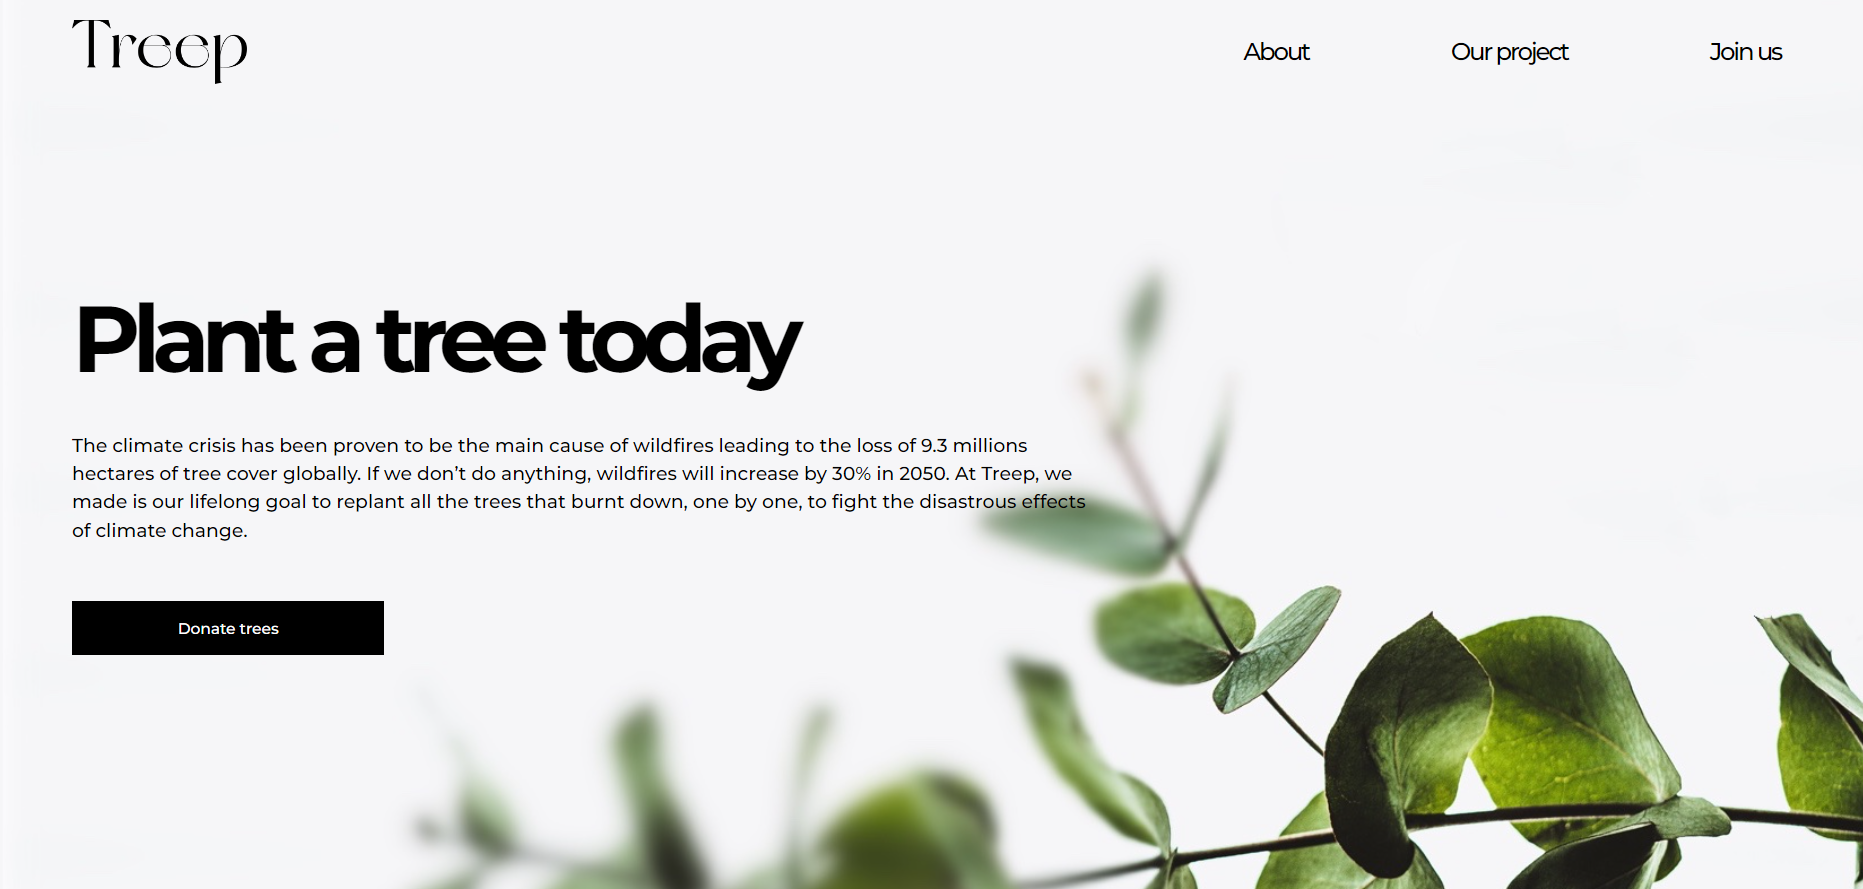 Treep
About
Our project
Join us
Plant a tree today
The climate crisis has been proven to be the main cause of wildfires leading to the loss of 9.3 millions
hectares of tree cover globally. If we don’t do anything, wildfires will increase by 30% in 2050. At Treep, we
made is our lifelong goal to replant all the trees that burnt down, one by one, to fight the disastrous effects
of climate change.
Donate trees